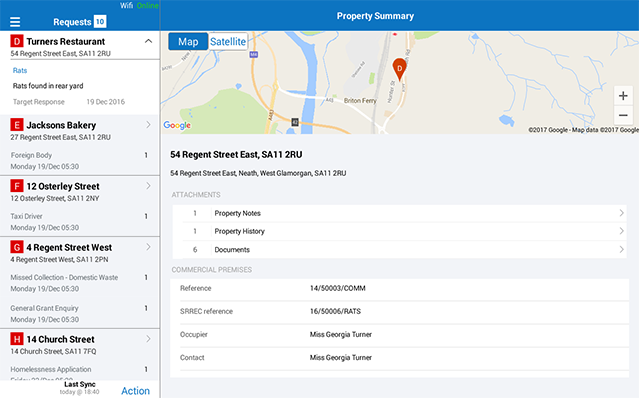 Wifi Online
Requests 10
D Turners Restaurant
54 Regent Street East, SA11 2RU
Rats
Rats found in rear yard
Target Response 19 Dec 2016
E Jacksons Bakery
27 Regent Street East, SA11 2RU
Foreign Body 1
Monday 19/Dec 05:30
F 12 Osterley Street
12 Osterley Street, SA11 2NY
Taxi Driver 1
Monday 19/Dec 05:30
G 4 Regent Street West
4 Regent Street West, SA11 2PN
Missed Collection - Domestic Waste 1
Monday 19/Dec 05:30
General Grant Enquiry 1
Monday 19/Dec 05:30
H 14 Church Street
14 Church Street, SA11 7FQ
Homelessness Application 1
Last Sync
today @ 18:40
Action
Property Summary
Map Satellite
D
Hunter St
Briton Ferry
A48
Google
+
−
©2017 Google - Map data ©2017 Google
54 Regent Street East, SA11 2RU
54 Regent Street East, Neath, West Glamorgan, SA11 2RU
ATTACHMENTS
1 Property Notes
1 Property History
6 Documents
COMMERCIAL PREMISES
Reference 14/50003/COMM
SRREC reference 16/50006/RATS
Occupier Miss Georgia Turner
Contact Miss Georgia Turner